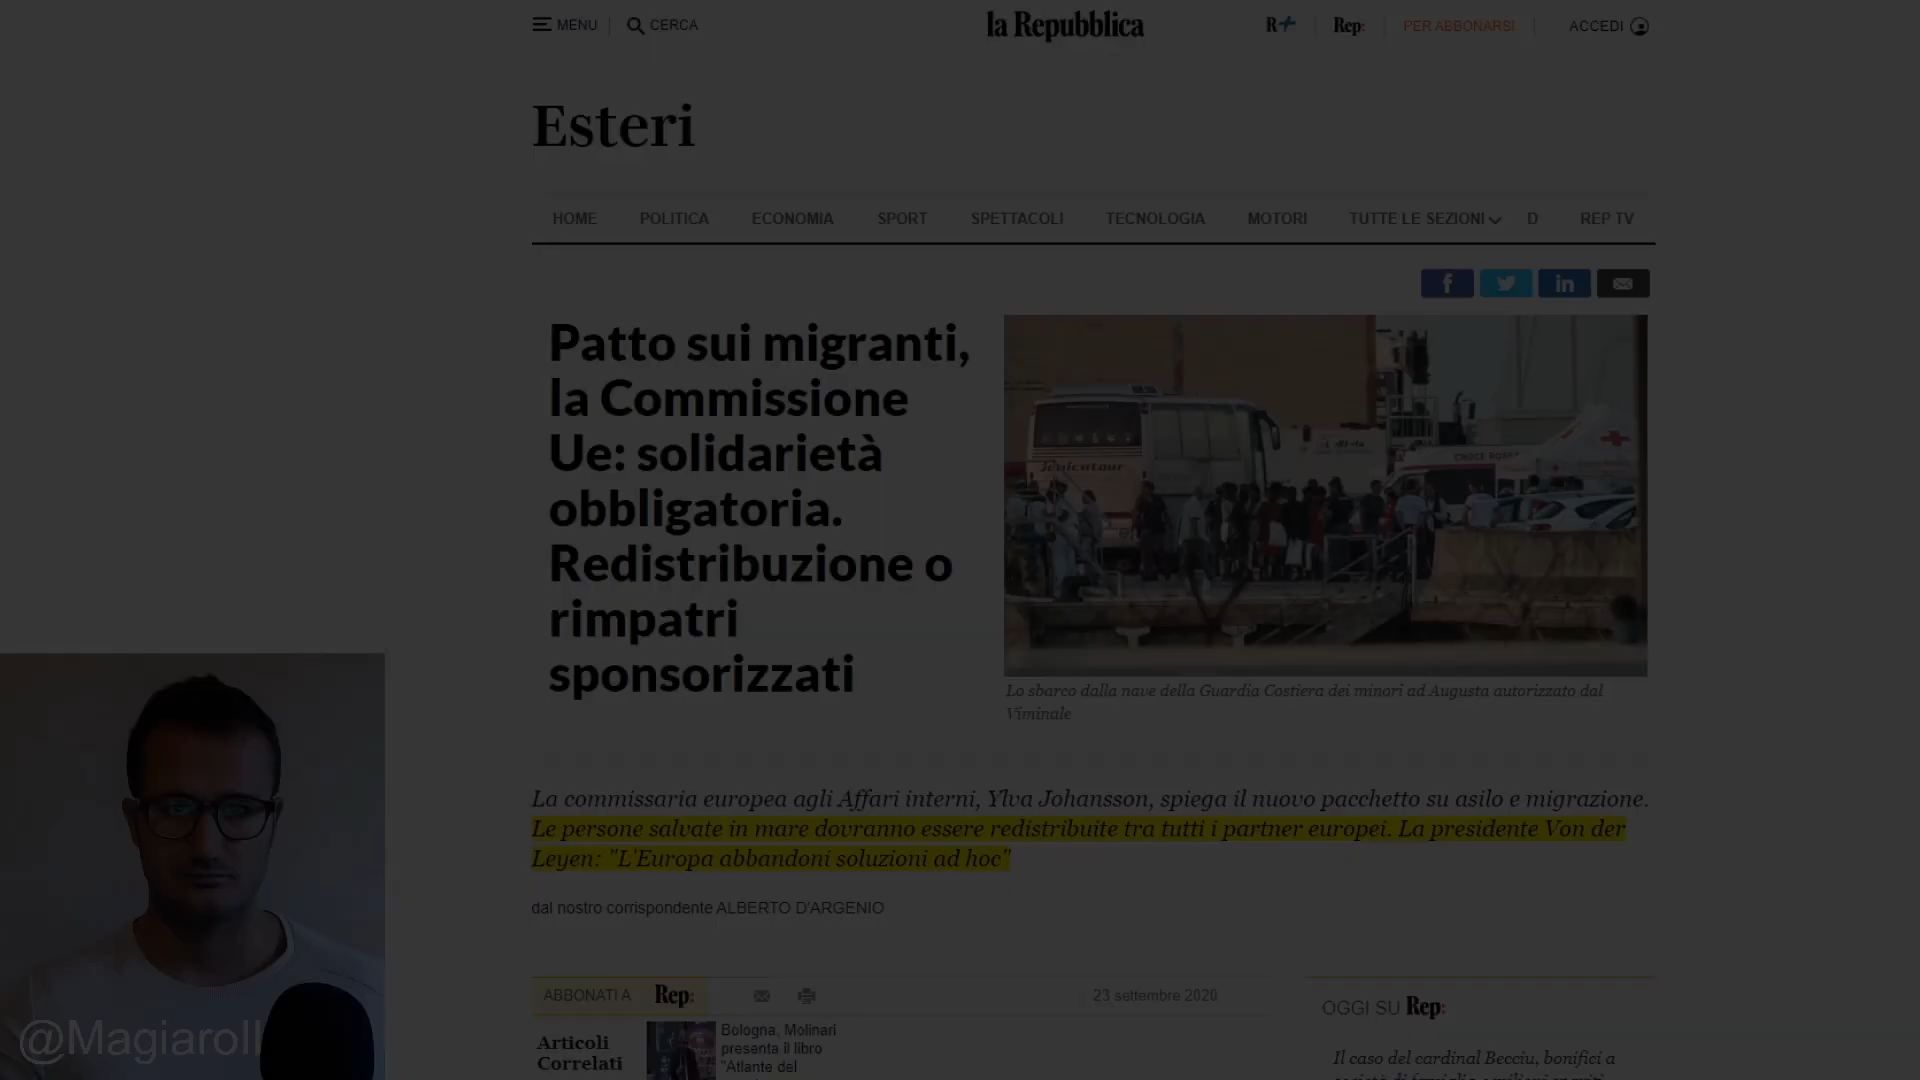 MENU
CERCA
la Repubblica
R+
Rep:
PER ABBONARSI
ACCEDI
Esteri
HOME
POLITICA
ECONOMIA
SPORT
SPETTACOLI
TECNOLOGIA
MOTORI
TUTTE LE SEZIONI
D
REP TV
Patto sui migranti,
la Commissione
Ue: solidarietà
obbligatoria.
Redistribuzione o
rimpatri
sponsorizzati
CROCE ROSSA
Lo sbarco dalla nave della Guardia Costiera dei minori ad Augusta autorizzato dal
Viminale
La commissaria europea agli Affari interni, Ylva Johansson, spiega il nuovo pacchetto su asilo e migrazione.
Le persone salvate in mare dovranno essere redistribuite tra tutti i partner europei. La presidente Von der
Leyen: "L'Europa abbandoni soluzioni ad hoc"
dal nostro corrispondente ALBERTO D'ARGENIO
ABBONATI A Rep:
23 settembre 2020
OGGI SU Rep:
Articoli
Correlati
Bologna, Molinari
presenta il libro
"Atlante del
Il caso del cardinal Becciu, bonifici a
@Magiaroll